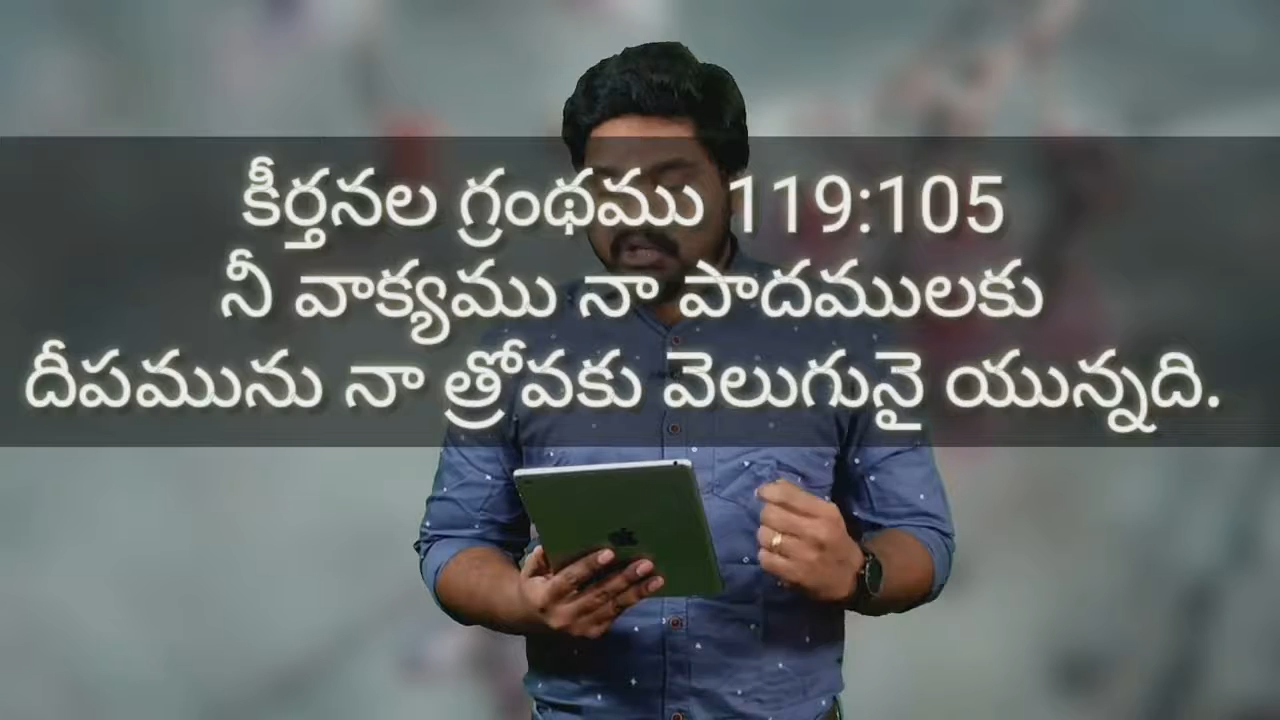 కీర్తనల గ్రంథము 119:105
నీ వాక్యము నా పాదములకు
దీపమును నా త్రోవకు వెలుగునై యున్నది.